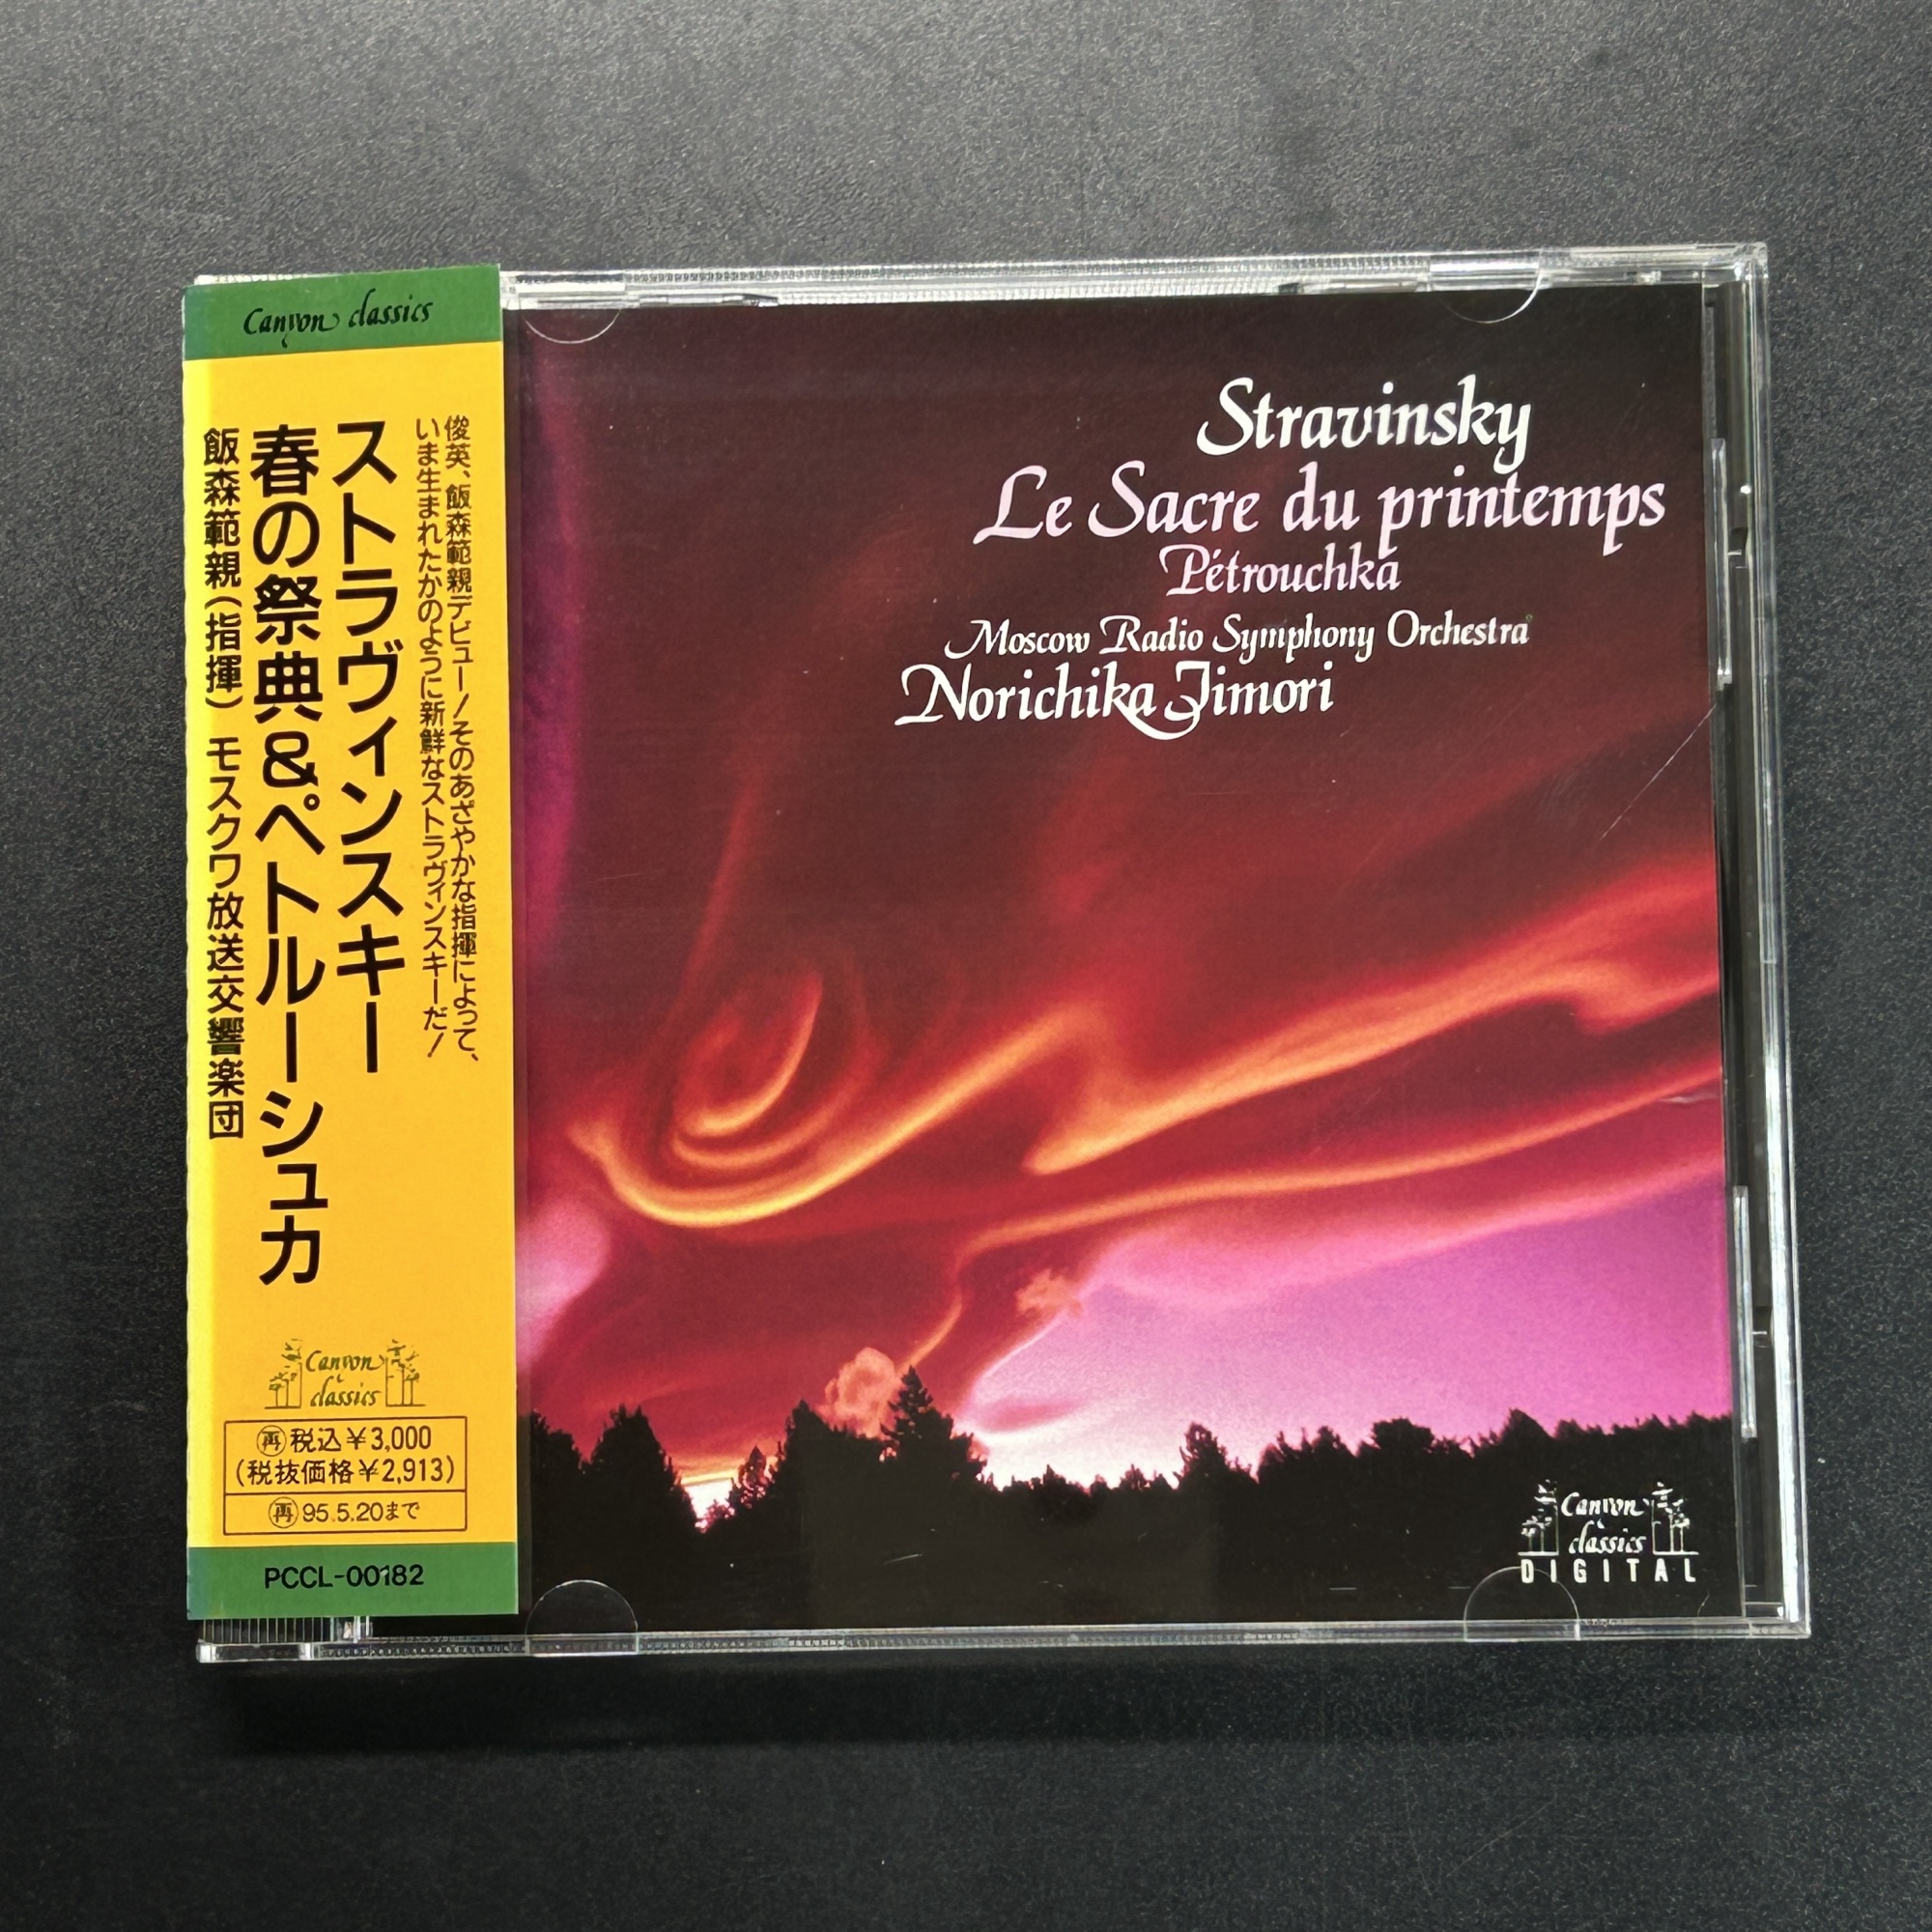 Canyon classics
俊英、飯森範親デビュー！そのあざやかな指揮によって、
いま生まれたかのように新鮮なストラヴィンスキーだ！
ストラヴィンスキー
春の祭典&ペトルーシュカ
飯森範親(指揮) モスクワ放送交響楽団
Canyon
classics
再税込￥3,000
(税抜価格￥2,913)
再95.5.20まで
PCCL-00182
Stravinsky
Le Sacre du printemps
Pétrouchka
Moscow Radio Symphony Orchestra
Norichika Iimori
Canyon
classics
DIGITAL